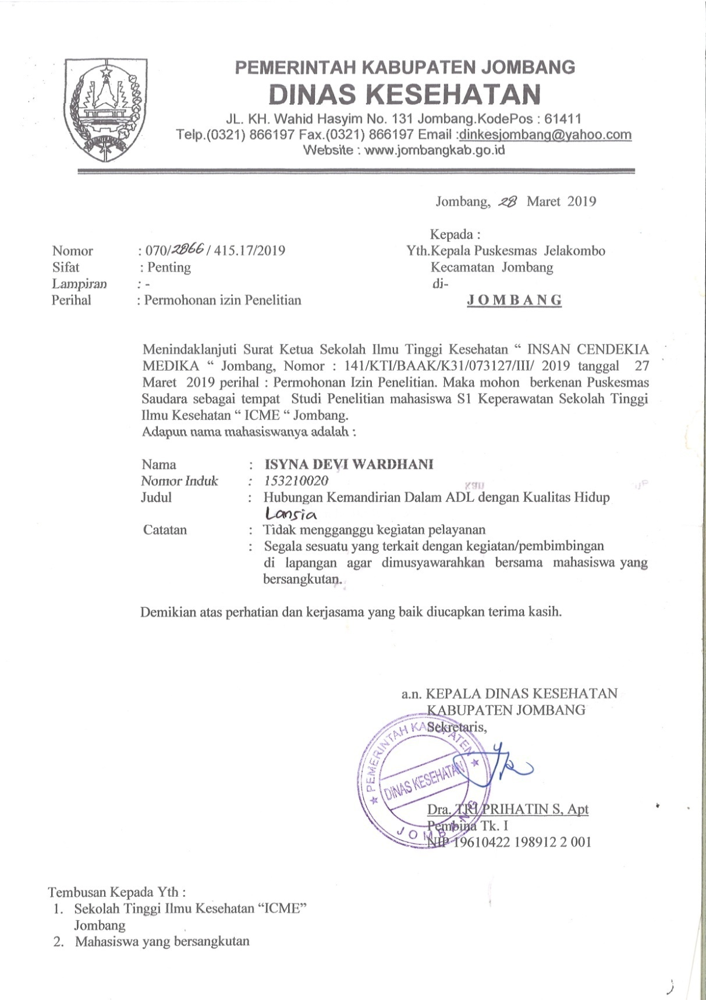 PEMERINTAH KABUPATEN JOMBANG
DINAS KESEHATAN
JL. KH. Wahid Hasyim No. 131 Jombang.KodePos : 61411
Telp.(0321) 866197 Fax.(0321) 866197 Email :dinkesjombang@yahoo.com
Website : www.jombangkab.go.id
Jombang, 28 Maret 2019
Kepada :
Nomor : 070/2866/ 415.17/2019
Yth.Kepala Puskesmas Jelakombo
Sifat : Penting
Kecamatan Jombang
Lampiran : -
di-
Perihal : Permohonan izin Penelitian
J O M B A N G
Menindaklanjuti Surat Ketua Sekolah Ilmu Tinggi Kesehatan “ INSAN CENDEKIA
MEDIKA “ Jombang, Nomor : 141/KTI/BAAK/K31/073127/III/ 2019 tanggal 27
Maret 2019 perihal : Permohonan Izin Penelitian. Maka mohon berkenan Puskesmas
Saudara sebagai tempat Studi Penelitian mahasiswa S1 Keperawatan Sekolah Tinggi
Ilmu Kesehatan “ ICME “ Jombang.
Adapun nama mahasiswanya adalah :
Nama : ISYNA DEVI WARDHANI
Nomor Induk : 153210020
Judul : Hubungan Kemandirian Dalam ADL dengan Kualitas Hidup
Lansia
Catatan : Tidak mengganggu kegiatan pelayanan
: Segala sesuatu yang terkait dengan kegiatan/pembimbingan
di lapangan agar dimusyawarahkan bersama mahasiswa yang
bersangkutan.
Demikian atas perhatian dan kerjasama yang baik diucapkan terima kasih.
a.n. KEPALA DINAS KESEHATAN
KABUPATEN JOMBANG
Sekretaris,
PEMERINTAH KABUPATEN
DINAS KESEHATAN
JOMBANG
Dra. TRI PRIHATIN S, Apt
Pembina Tk. I
NIP 19610422 198912 2 001
Tembusan Kepada Yth :
1. Sekolah Tinggi Ilmu Kesehatan “ICME”
Jombang
2. Mahasiswa yang bersangkutan